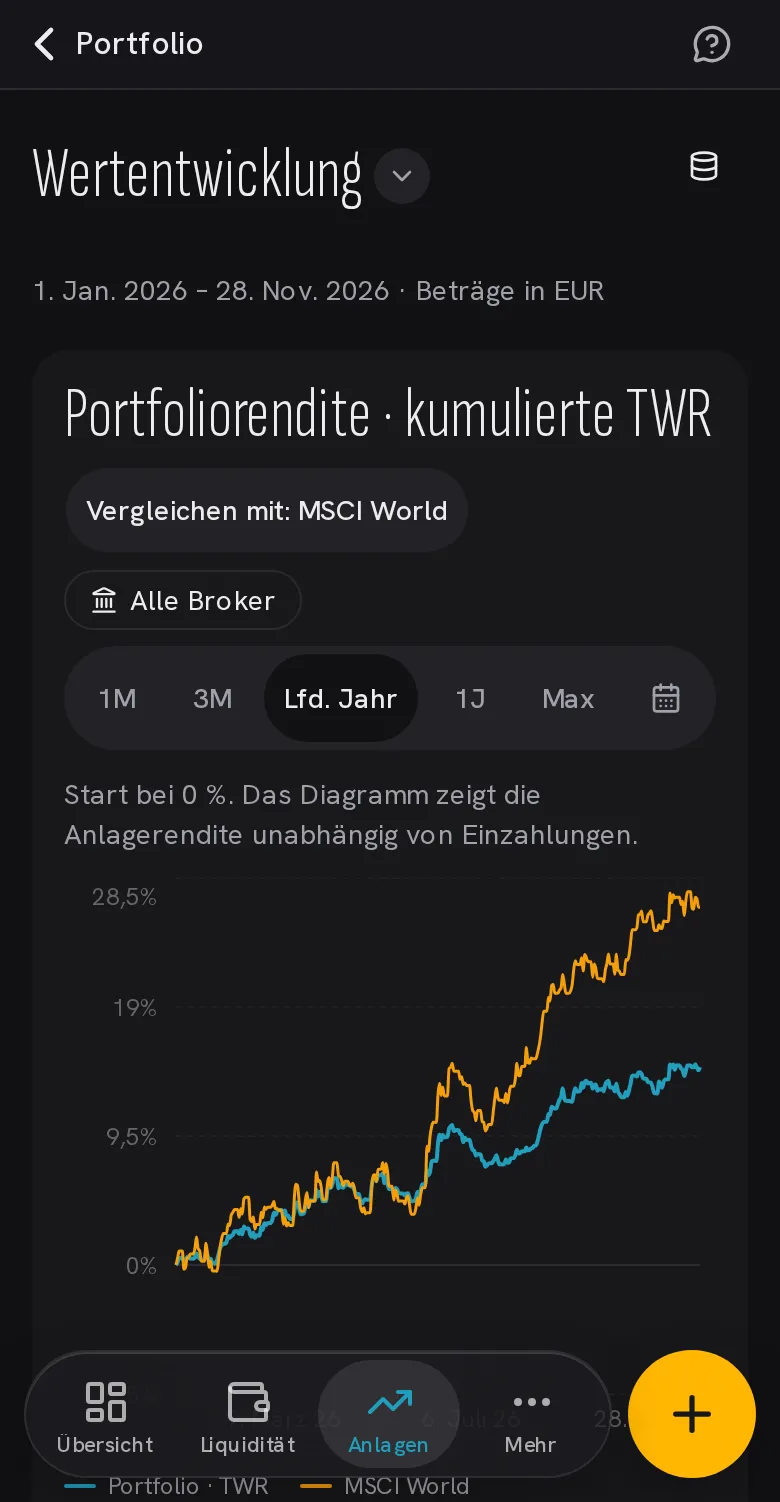 Portfolio
Wertentwicklung
1. Jan. 2026 – 28. Nov. 2026 · Beträge in EUR
Portfoliorendite · kumulierte TWR
Vergleichen mit: MSCI World
Alle Broker
1M 3M Lfd. Jahr 1J Max
Start bei 0 %. Das Diagramm zeigt die
Anlagerendite unabhängig von Einzahlungen.
28,5%
19%
9,5%
0%
6. Juli 26 28.
Übersicht Liquidität Anlagen Mehr
Portfolio · TWR MSCI World